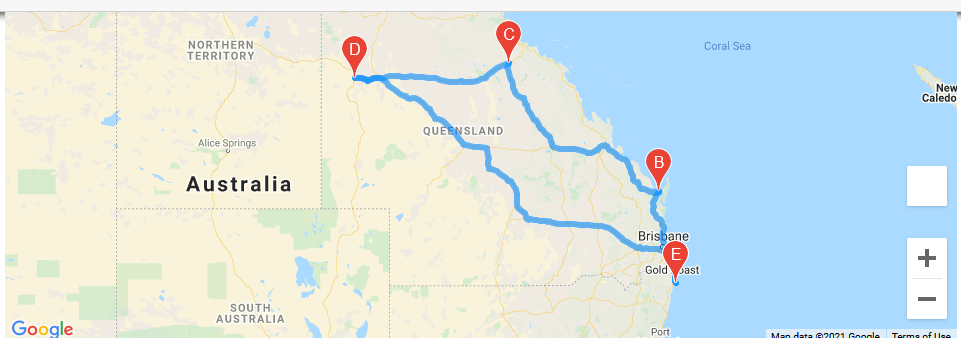 D
C
Coral Sea
NORTHERN
TERRITORY
New
Caledo
QUEENSLAND
Alice Springs
B
Australia
Brisbane
E
Gold Coast
SOUTH
AUSTRALIA
Port
Google
Map data ©2021 Google
Terms of Use